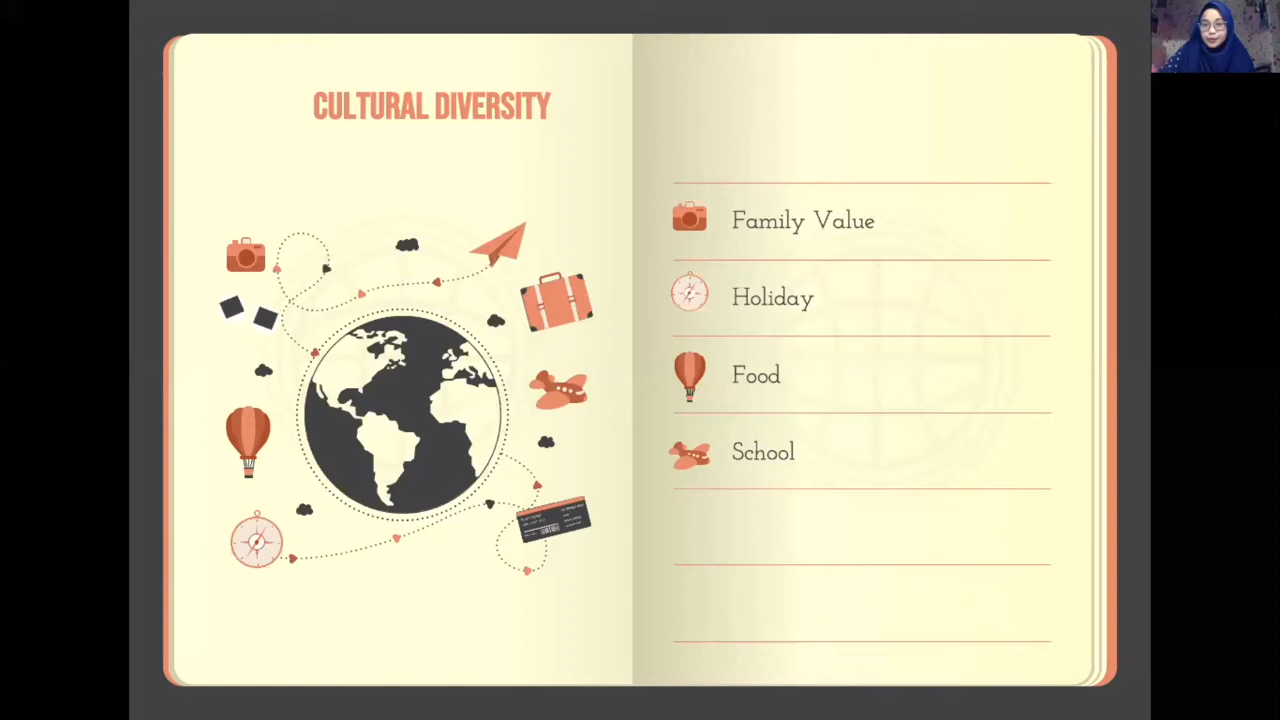 CULTURAL DIVERSITY
Family Value
Holiday
Food
School